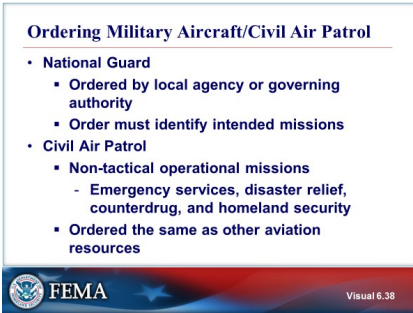 Ordering Military Aircraft/Civil Air Patrol
• National Guard
▪ Ordered by local agency or governing
authority
▪ Order must identify intended missions
• Civil Air Patrol
▪ Non-tactical operational missions
- Emergency services, disaster relief,
counterdrug, and homeland security
▪ Ordered the same as other aviation
resources
FEMA
Visual 6.38